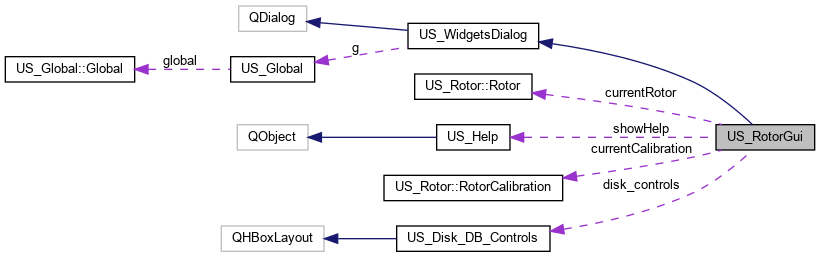 QDialog
US_WidgetsDialog
g
global
US_Global::Global
US_Global
US_Rotor::Rotor
currentRotor
showHelp
QObject
US_Help
US_RotorGui
currentCalibration
US_Rotor::RotorCalibration
disk_controls
QHBoxLayout
US_Disk_DB_Controls